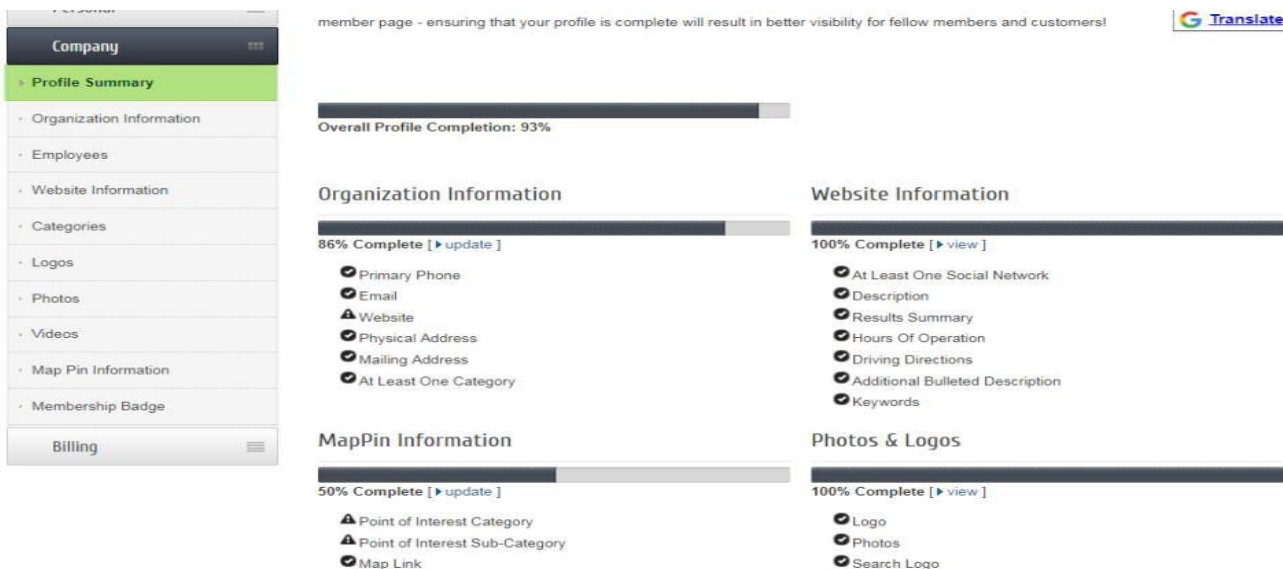 Personal
Company
Profile Summary
Organization Information
Employees
Website Information
Categories
Logos
Photos
Videos
Map Pin Information
Membership Badge
Billing
member page - ensuring that your profile is complete will result in better visibility for fellow members and customers!
Translate
Overall Profile Completion: 93%
Organization Information
86% Complete [ update ]
Primary Phone
Email
Website
Physical Address
Mailing Address
At Least One Category
Website Information
100% Complete [ view ]
At Least One Social Network
Description
Results Summary
Hours Of Operation
Driving Directions
Additional Bulleted Description
Keywords
MapPin Information
50% Complete [ update ]
Point of Interest Category
Point of Interest Sub-Category
Map Link
Photos & Logos
100% Complete [ view ]
Logo
Photos
Search Logo